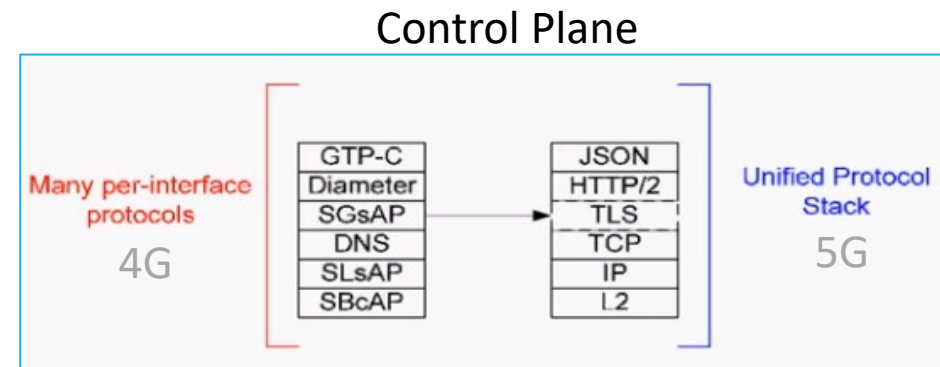 Control Plane
Many per-interface
protocols
4G
GTP-C
Diameter
SGsAP
DNS
SLsAP
SBcAP
JSON
HTTP/2
TLS
TCP
IP
L2
Unified Protocol
Stack
5G